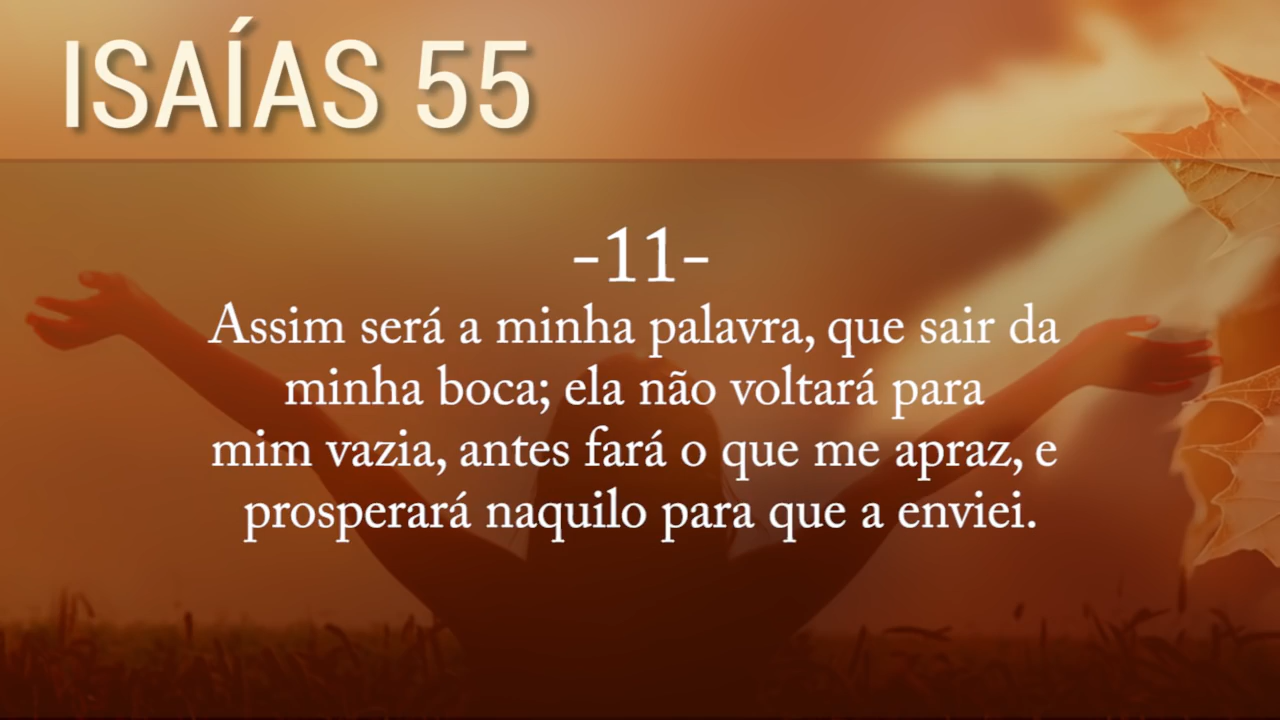 ISAÍAS 55
-11-
Assim será a minha palavra, que sair da
minha boca; ela não voltará para
mim vazia, antes fará o que me apraz, e
prosperará naquilo para que a enviei.